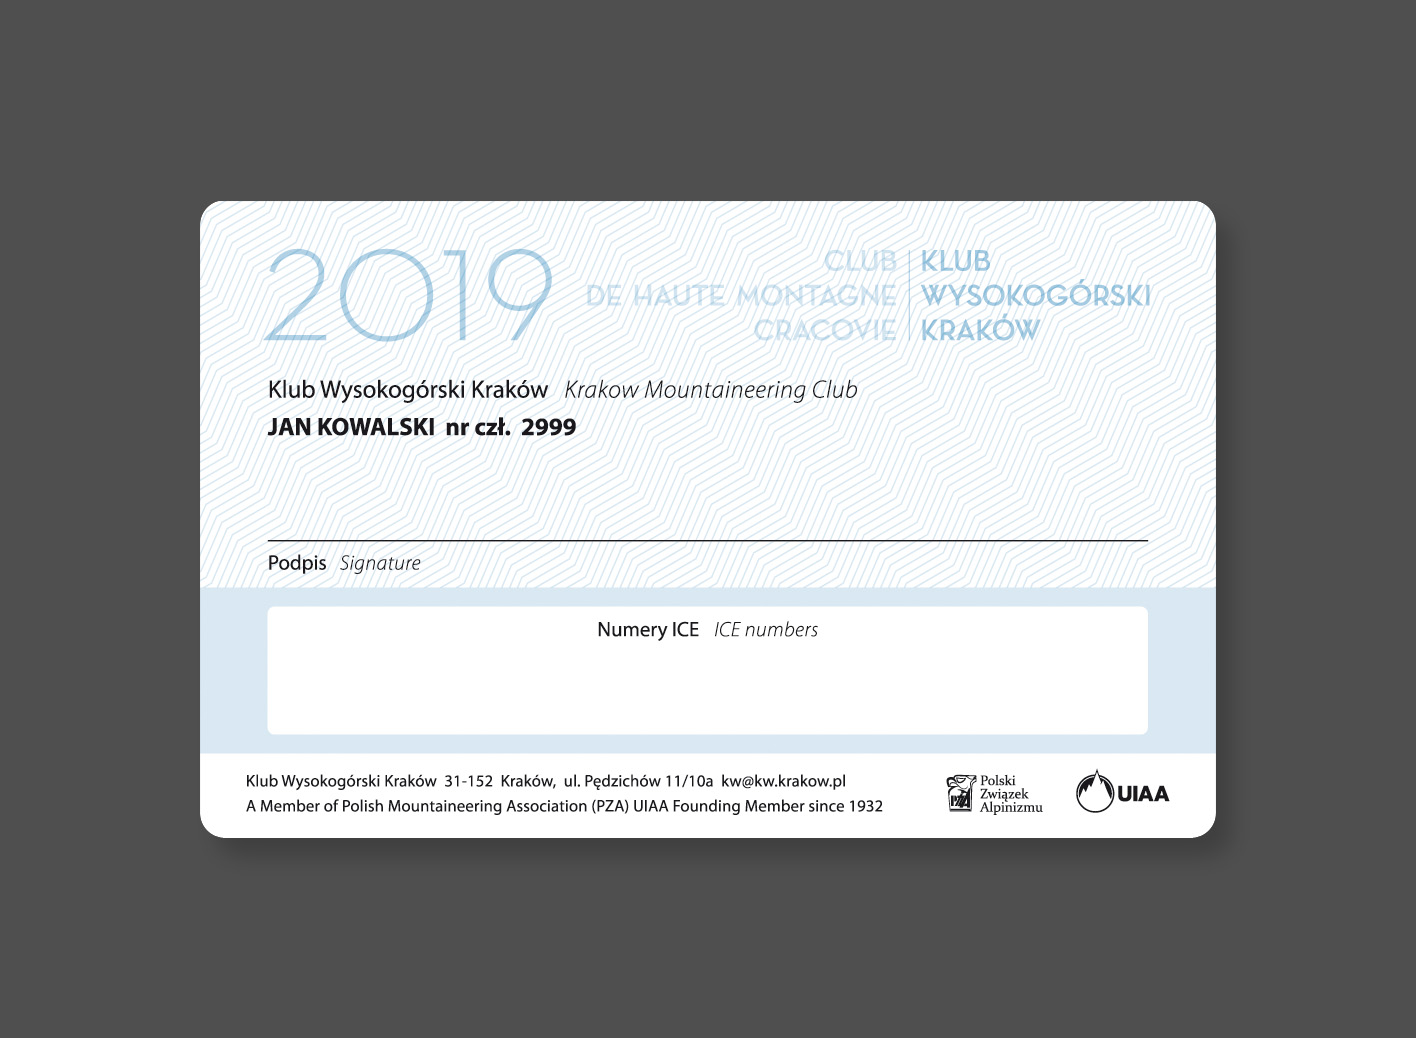 2019
CLUB
DE HAUTE MONTAGNE
CRACOVIE
KLUB
WYSOKOGÓRSKI
KRAKÓW
Klub Wysokogórski Kraków Krakow Mountaineering Club
JAN KOWALSKI nr czł. 2999
Podpis Signature
Numery ICE ICE numbers
Klub Wysokogórski Kraków 31-152 Kraków, ul. Pędzichów 11/10a kw@kw.krakow.pl
A Member of Polish Mountaineering Association (PZA) UIAA Founding Member since 1932
PZA
Polski
Związek
Alpinizmu
UIAA